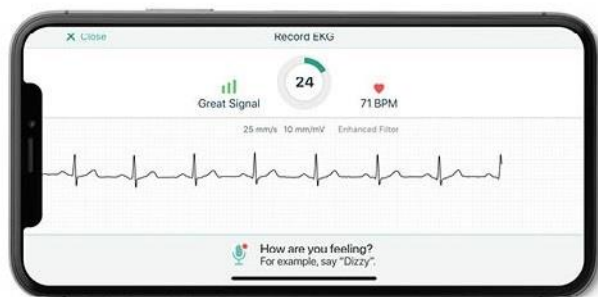 ✕ Close
Record EKG
24
Great Signal
71 BPM
25 mm/s 10 mm/mV Enhanced Filter
How are you feeling?
For example, say "Dizzy".